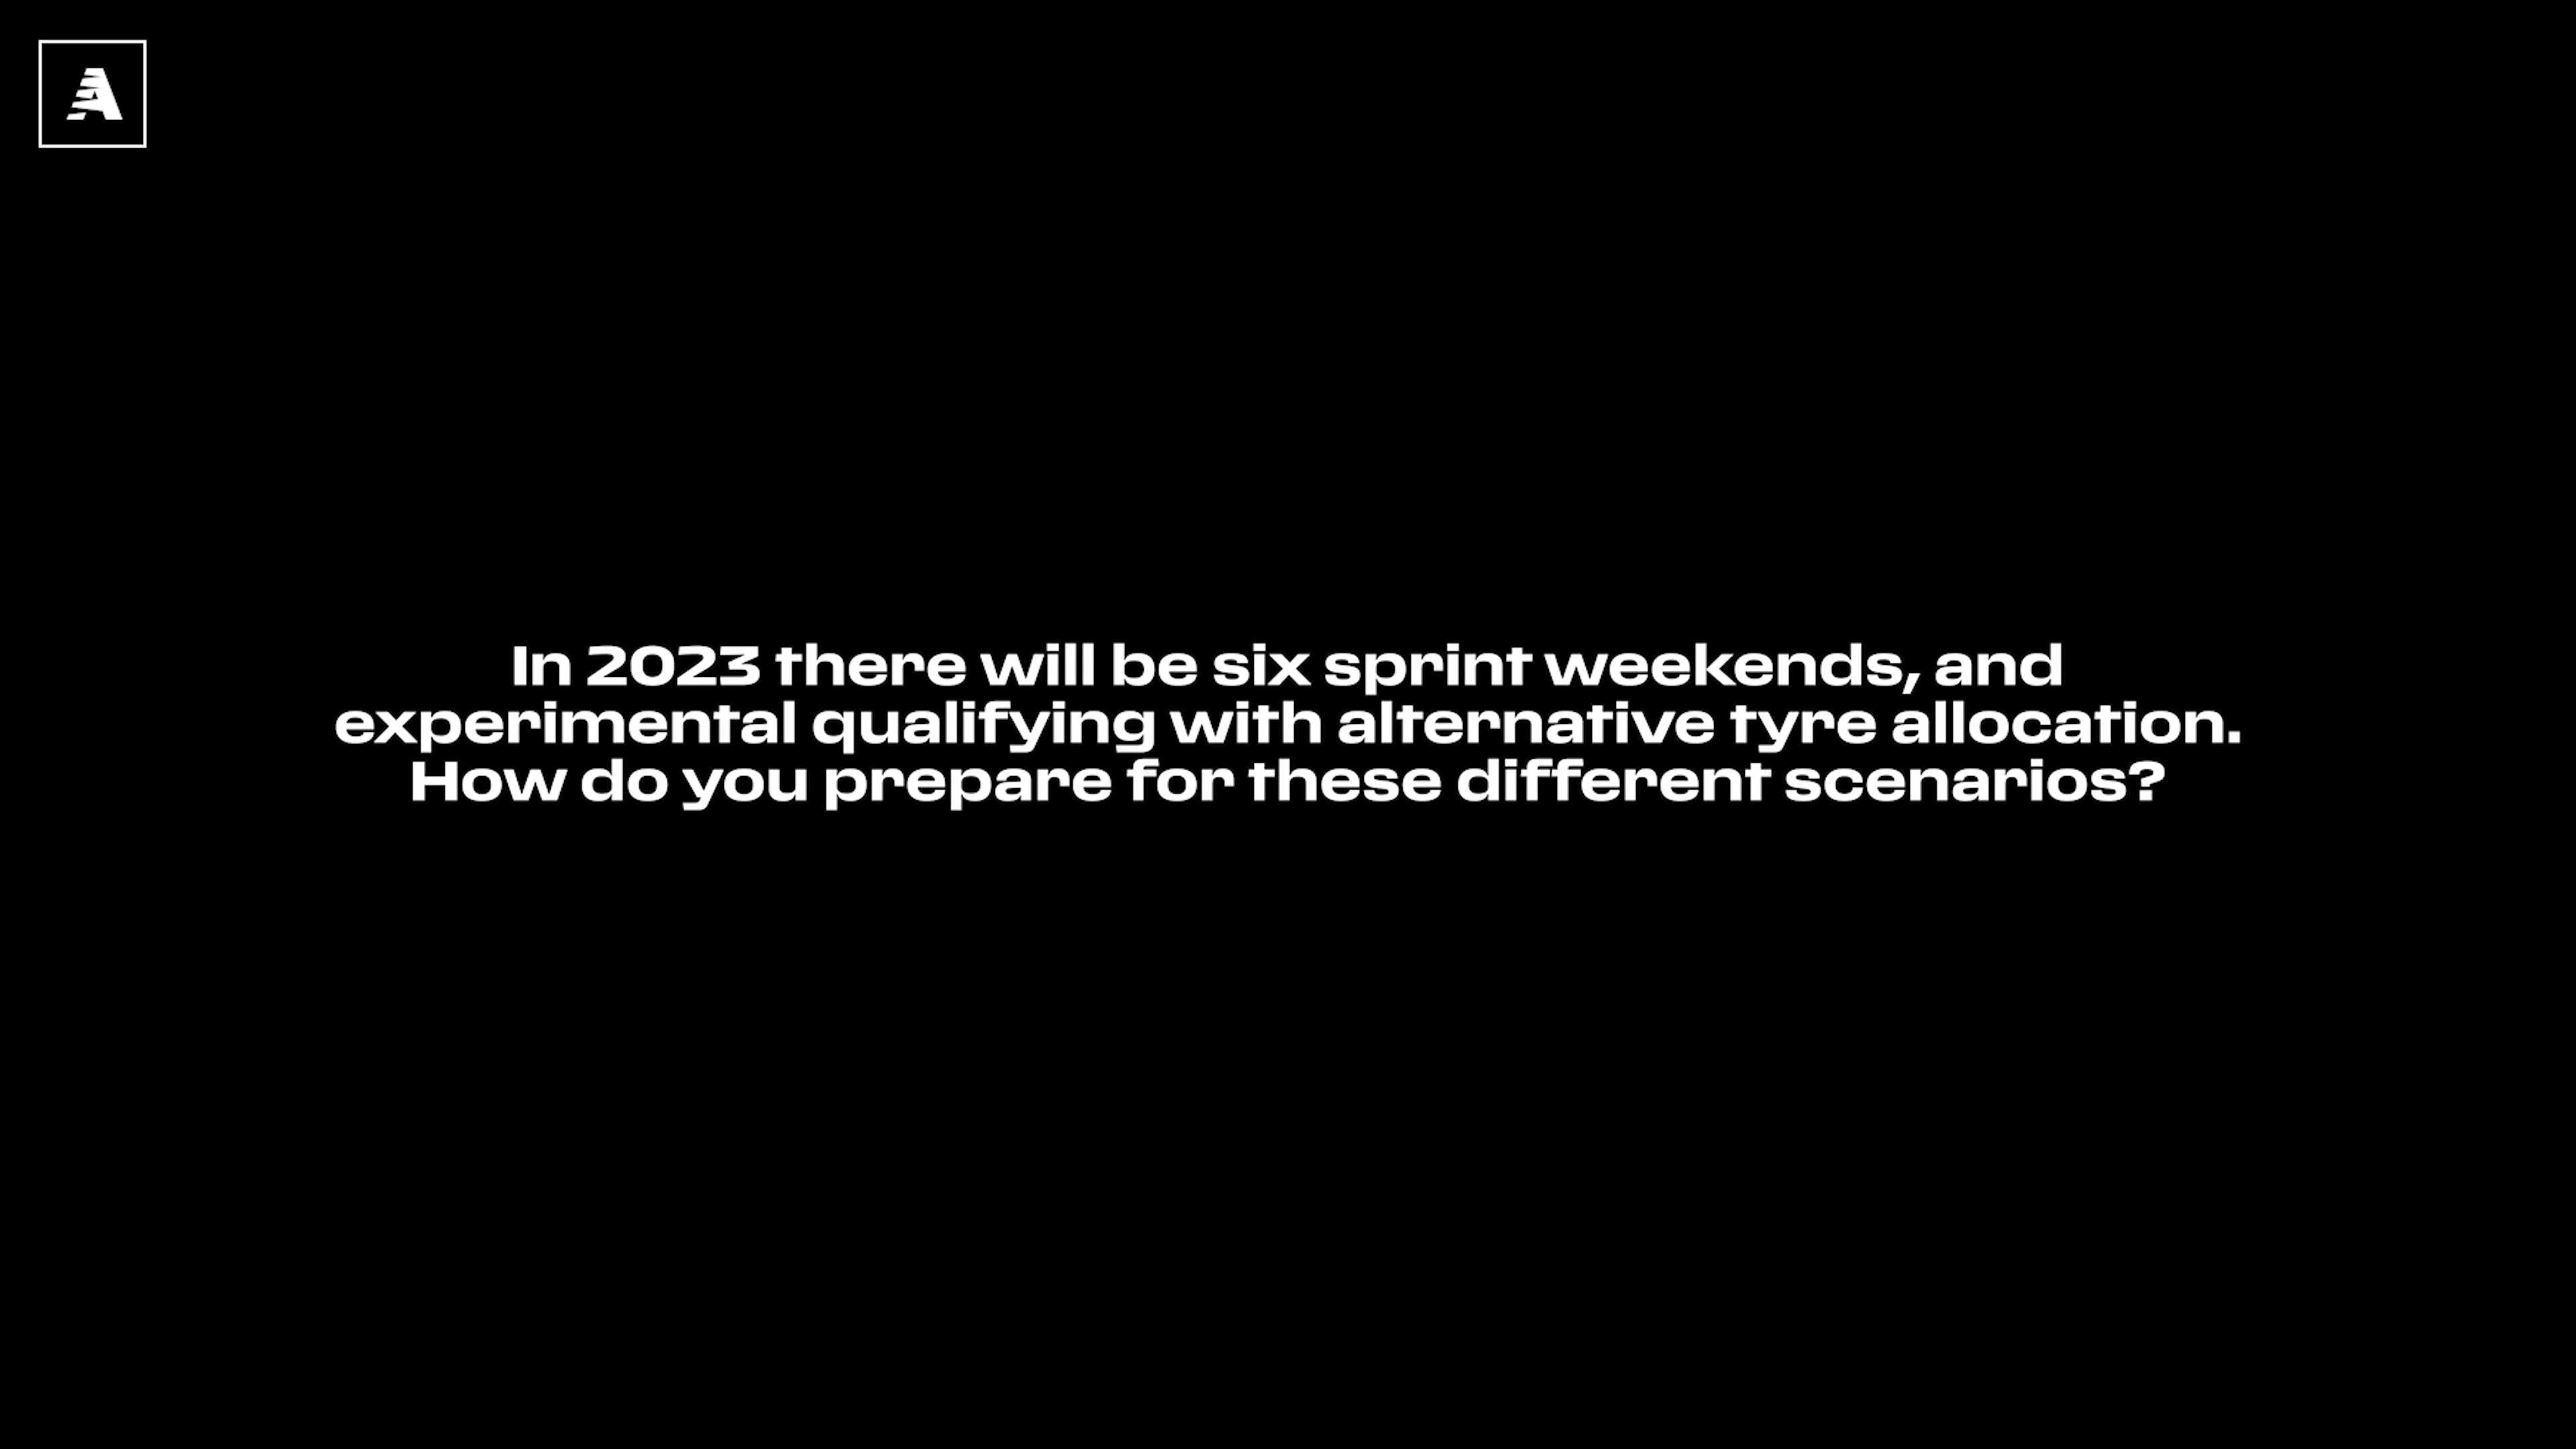 A
In 2023 there will be six sprint weekends, and
experimental qualifying with alternative tyre allocation.
How do you prepare for these different scenarios?